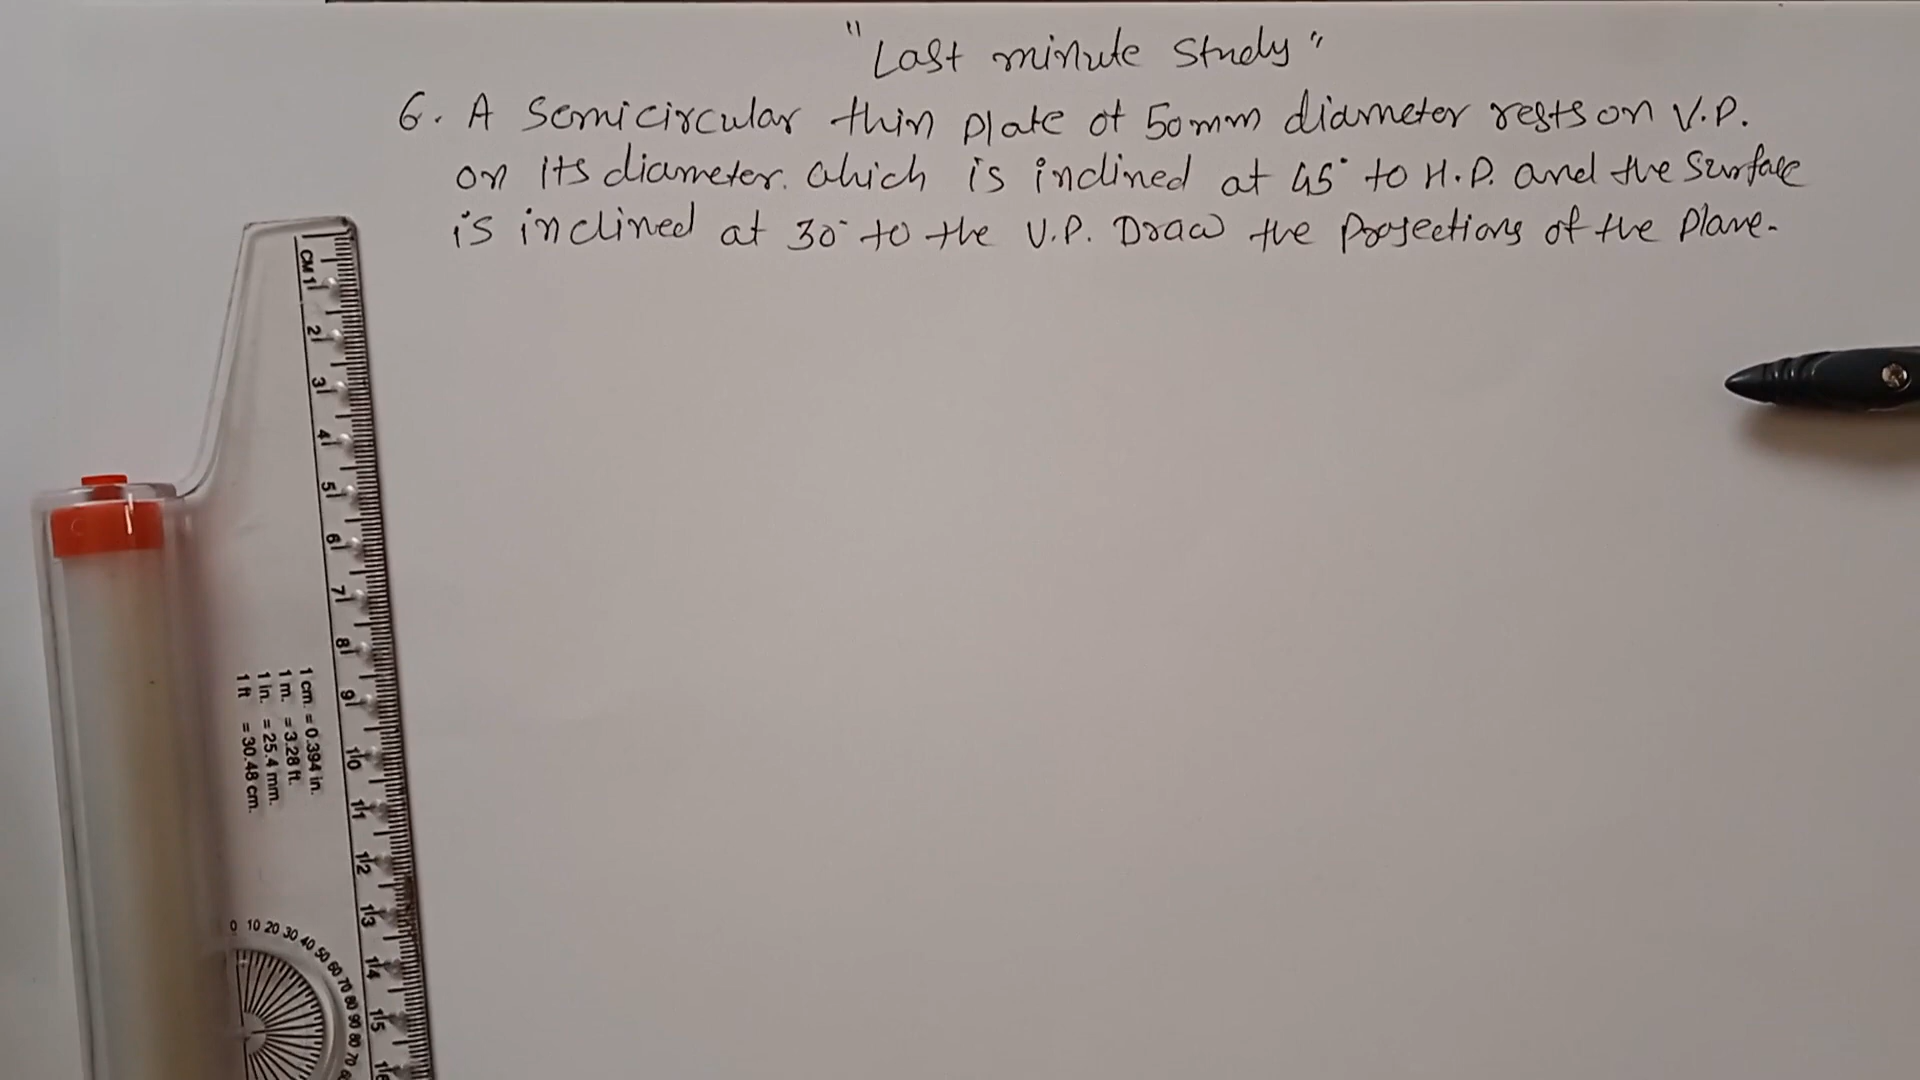 "Last minute Study"
6. A Semicircular thin plate of 50mm diameter rests on V.P.
on its diameter. which is inclined at 45° to H.P. and the Surface
is inclined at 30° to the V.P. Draw the Projections of the Plane.
CM 1 2 3 4 5 6 7 8 9 10 11 12 13 14 15 16
1 cm. = 0.394 in.
1 m. = 3.28 ft.
1 in. = 25.4 mm.
1 ft = 30.48 cm.
0 10 20 30 40 50 60 70 80 90 80 70 60